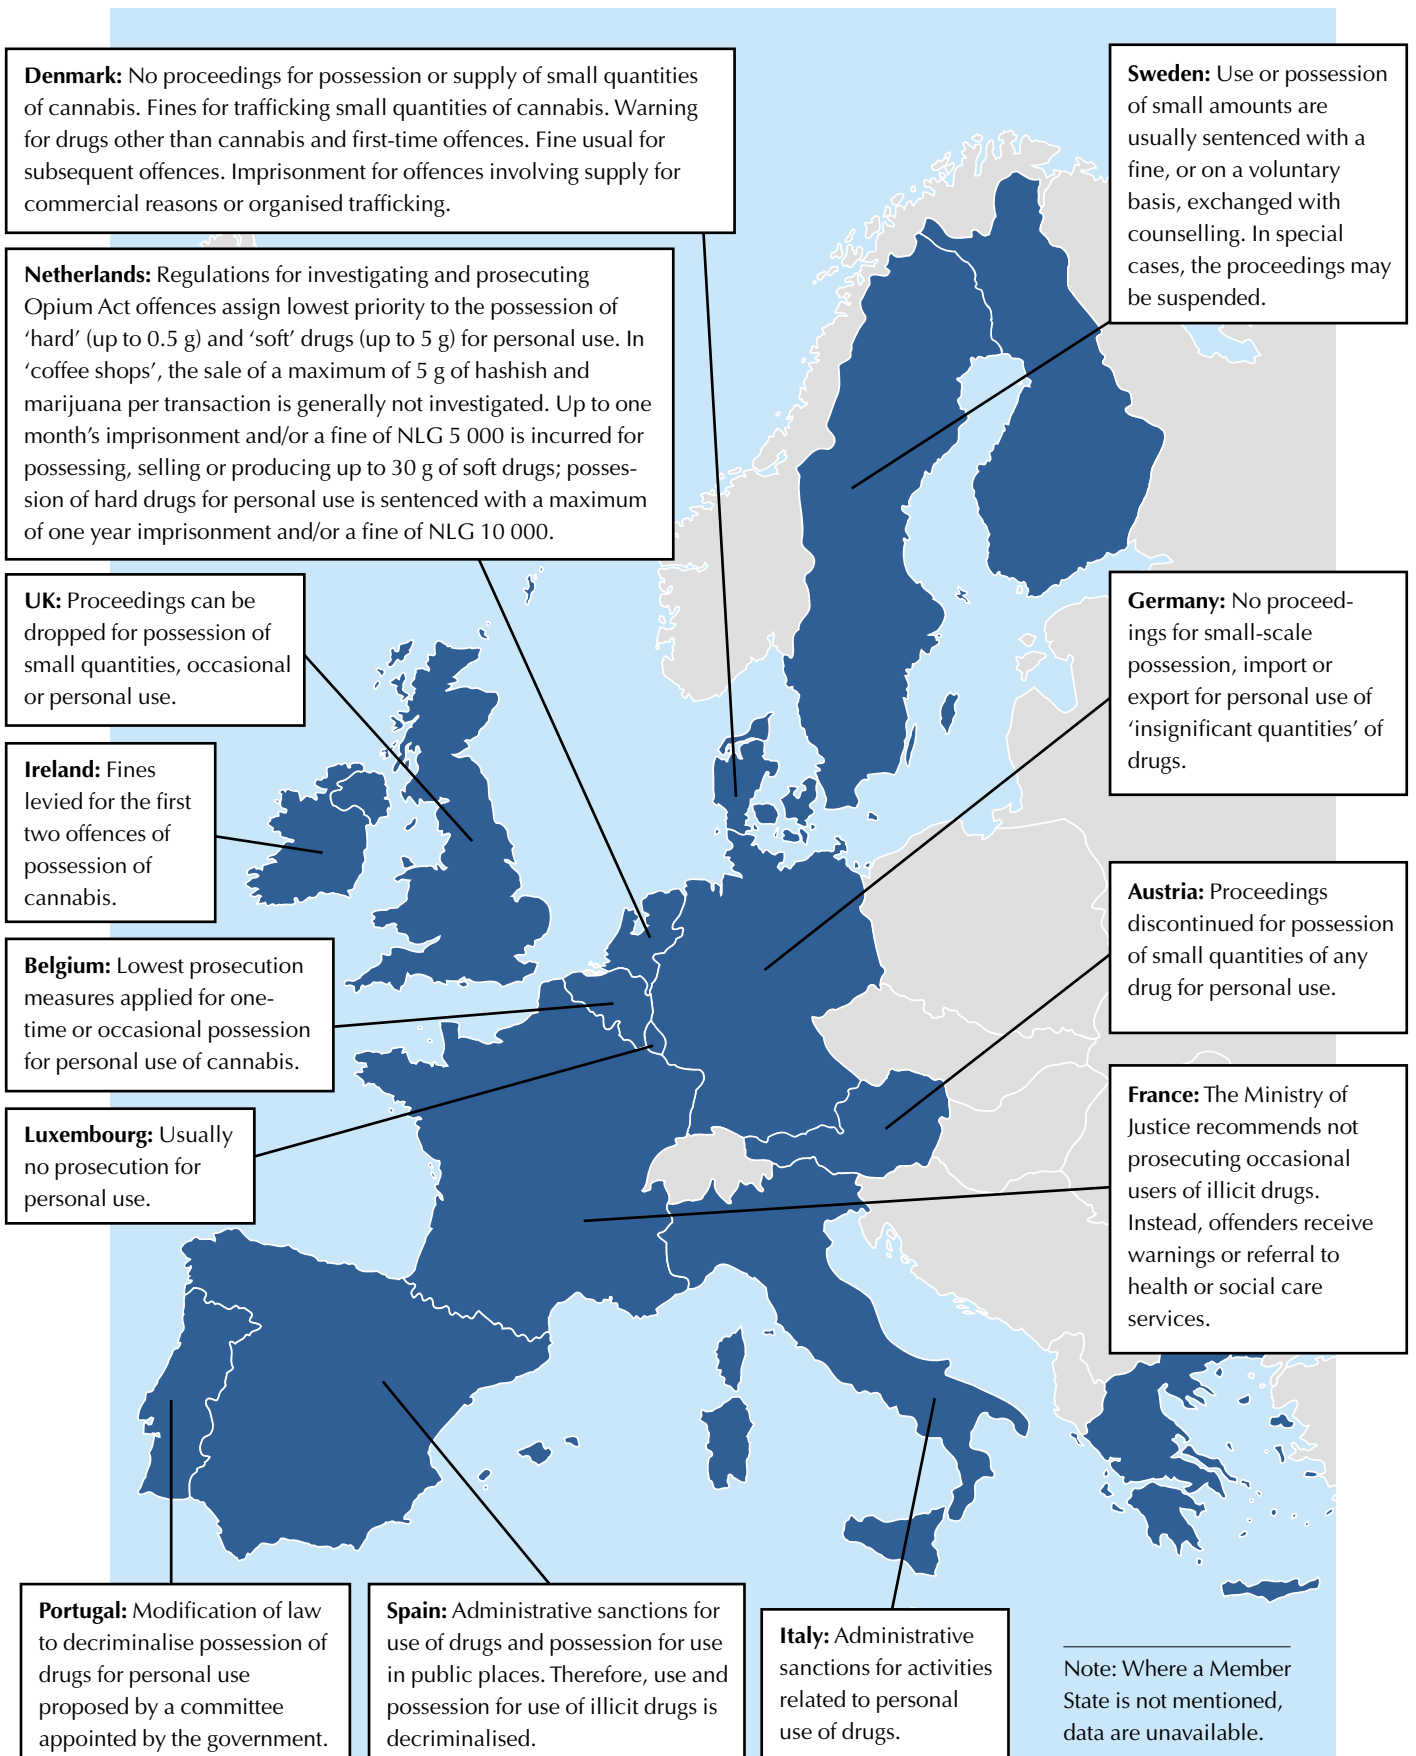 Denmark: No proceedings for possession or supply of small quantities
of cannabis. Fines for trafficking small quantities of cannabis. Warning
for drugs other than cannabis and first-time offences. Fine usual for
subsequent offences. Imprisonment for offences involving supply for
commercial reasons or organised trafficking.
Sweden: Use or possession
of small amounts are
usually sentenced with a
fine, or on a voluntary
basis, exchanged with
counselling. In special
cases, the proceedings may
be suspended.
Netherlands: Regulations for investigating and prosecuting
Opium Act offences assign lowest priority to the possession of
‘hard’ (up to 0.5 g) and ‘soft’ drugs (up to 5 g) for personal use. In
‘coffee shops’, the sale of a maximum of 5 g of hashish and
marijuana per transaction is generally not investigated. Up to one
month’s imprisonment and/or a fine of NLG 5 000 is incurred for
possessing, selling or producing up to 30 g of soft drugs; posses-
sion of hard drugs for personal use is sentenced with a maximum
of one year imprisonment and/or a fine of NLG 10 000.
UK: Proceedings can be
dropped for possession of
small quantities, occasional
or personal use.
Germany: No proceed-
ings for small-scale
possession, import or
export for personal use of
‘insignificant quantities’ of
drugs.
Ireland: Fines
levied for the first
two offences of
possession of
cannabis.
Austria: Proceedings
discontinued for possession
of small quantities of any
drug for personal use.
Belgium: Lowest prosecution
measures applied for one-
time or occasional possession
for personal use of cannabis.
France: The Ministry of
Justice recommends not
prosecuting occasional
users of illicit drugs.
Instead, offenders receive
warnings or referral to
health or social care
services.
Luxembourg: Usually
no prosecution for
personal use.
Portugal: Modification of law
to decriminalise possession of
drugs for personal use
proposed by a committee
appointed by the government.
Spain: Administrative sanctions for
use of drugs and possession for use
in public places. Therefore, use and
possession for use of illicit drugs is
decriminalised.
Italy: Administrative
sanctions for activities
related to personal
use of drugs.
Note: Where a Member
State is not mentioned,
data are unavailable.